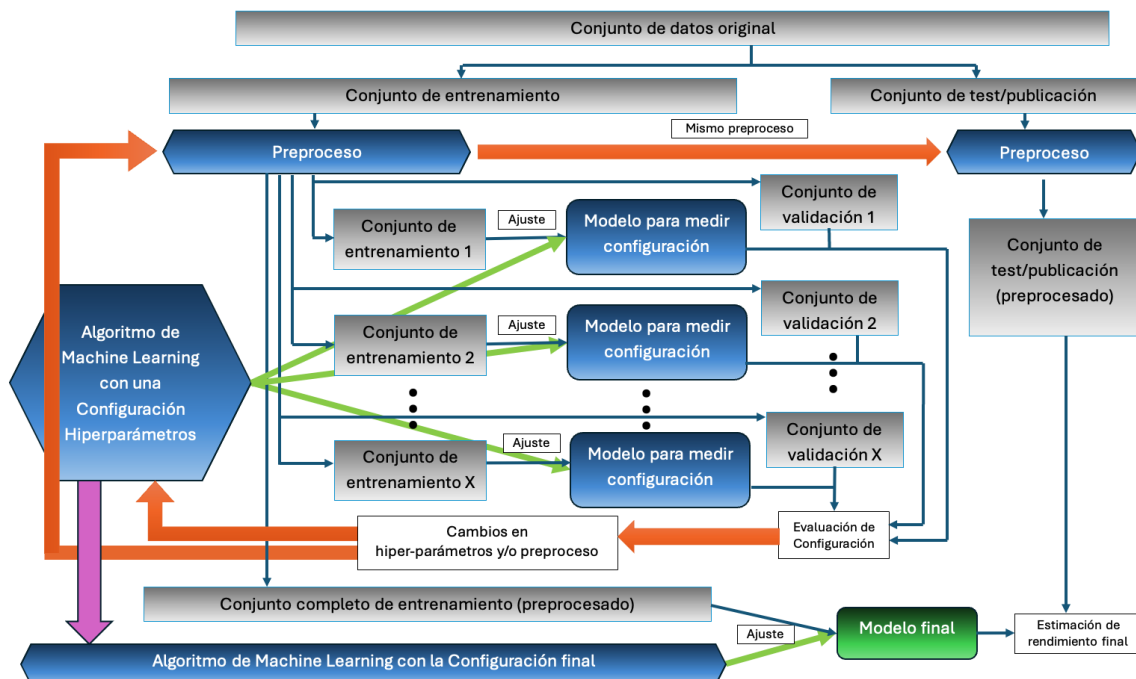 Conjunto de datos original
Conjunto de entrenamiento
Conjunto de test/publicación
Mismo preproceso
Preproceso
Preproceso
Conjunto de
validación 1
Ajuste
Conjunto de
entrenamiento 1
Modelo para medir
configuración
Conjunto de
test/publicación
(preprocesado)
Conjunto de
validación 2
Ajuste
Conjunto de
entrenamiento 2
Modelo para medir
configuración
Algoritmo de
Machine Learning
con una
Configuración
Hiperparámetros
Conjunto de
validación X
Ajuste
Conjunto de
entrenamiento X
Modelo para medir
configuración
Cambios en
hiper-parámetros y/o preproceso
Evaluación de
Configuración
Conjunto completo de entrenamiento (preprocesado)
Ajuste
Modelo final
Estimación de
rendimiento final
Algoritmo de Machine Learning con la Configuración final